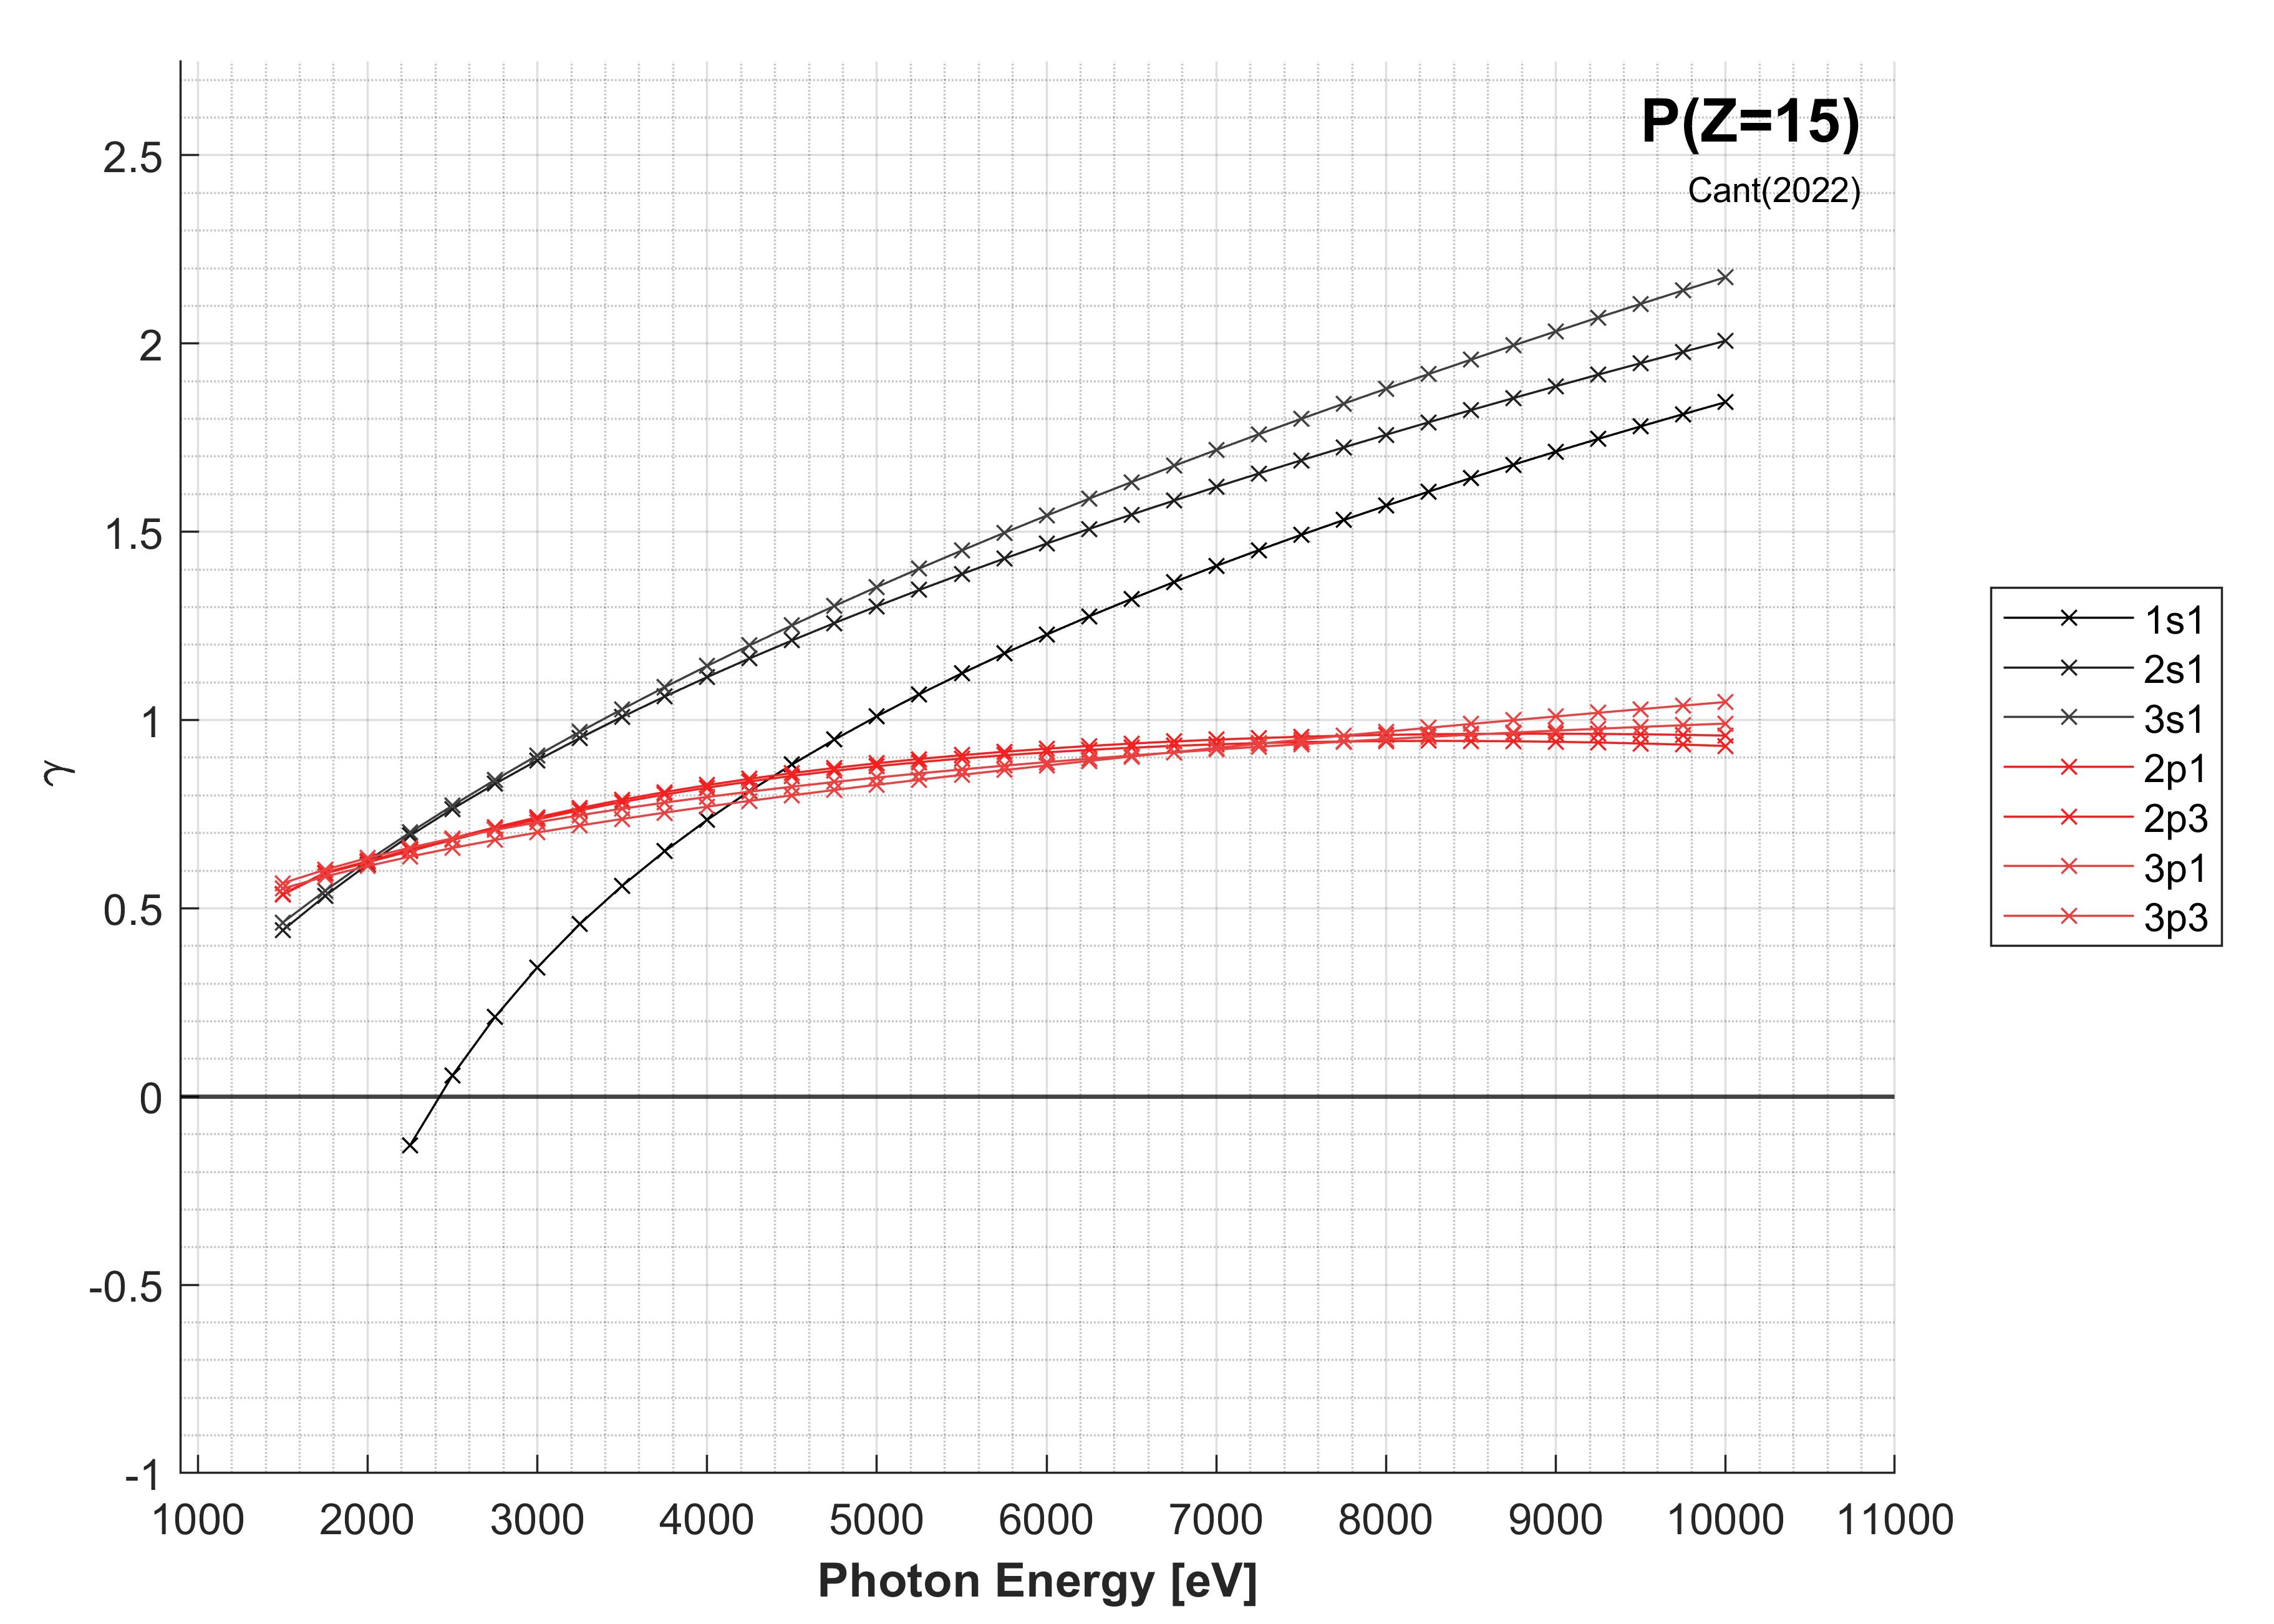 P(Z=15)
Cant(2022)
2.5
2
1.5
1
0.5
0
-0.5
-1
γ
1000 2000 3000 4000 5000 6000 7000 8000 9000 10000 11000
Photon Energy [eV]
1s1
2s1
3s1
2p1
2p3
3p1
3p3